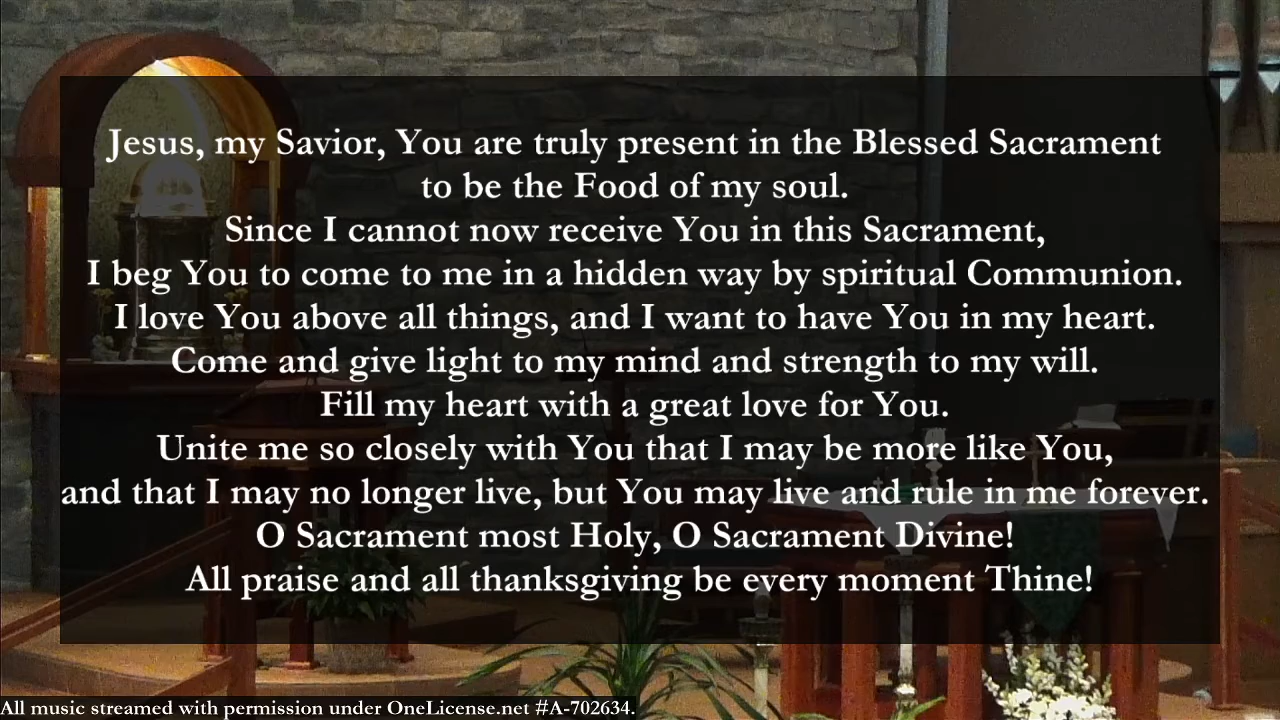 Jesus, my Savior, You are truly present in the Blessed Sacrament
to be the Food of my soul.
Since I cannot now receive You in this Sacrament,
I beg You to come to me in a hidden way by spiritual Communion.
I love You above all things, and I want to have You in my heart.
Come and give light to my mind and strength to my will.
Fill my heart with a great love for You.
Unite me so closely with You that I may be more like You,
and that I may no longer live, but You may live and rule in me forever.
O Sacrament most Holy, O Sacrament Divine!
All praise and all thanksgiving be every moment Thine!
All music streamed with permission under OneLicense.net #A-702634.